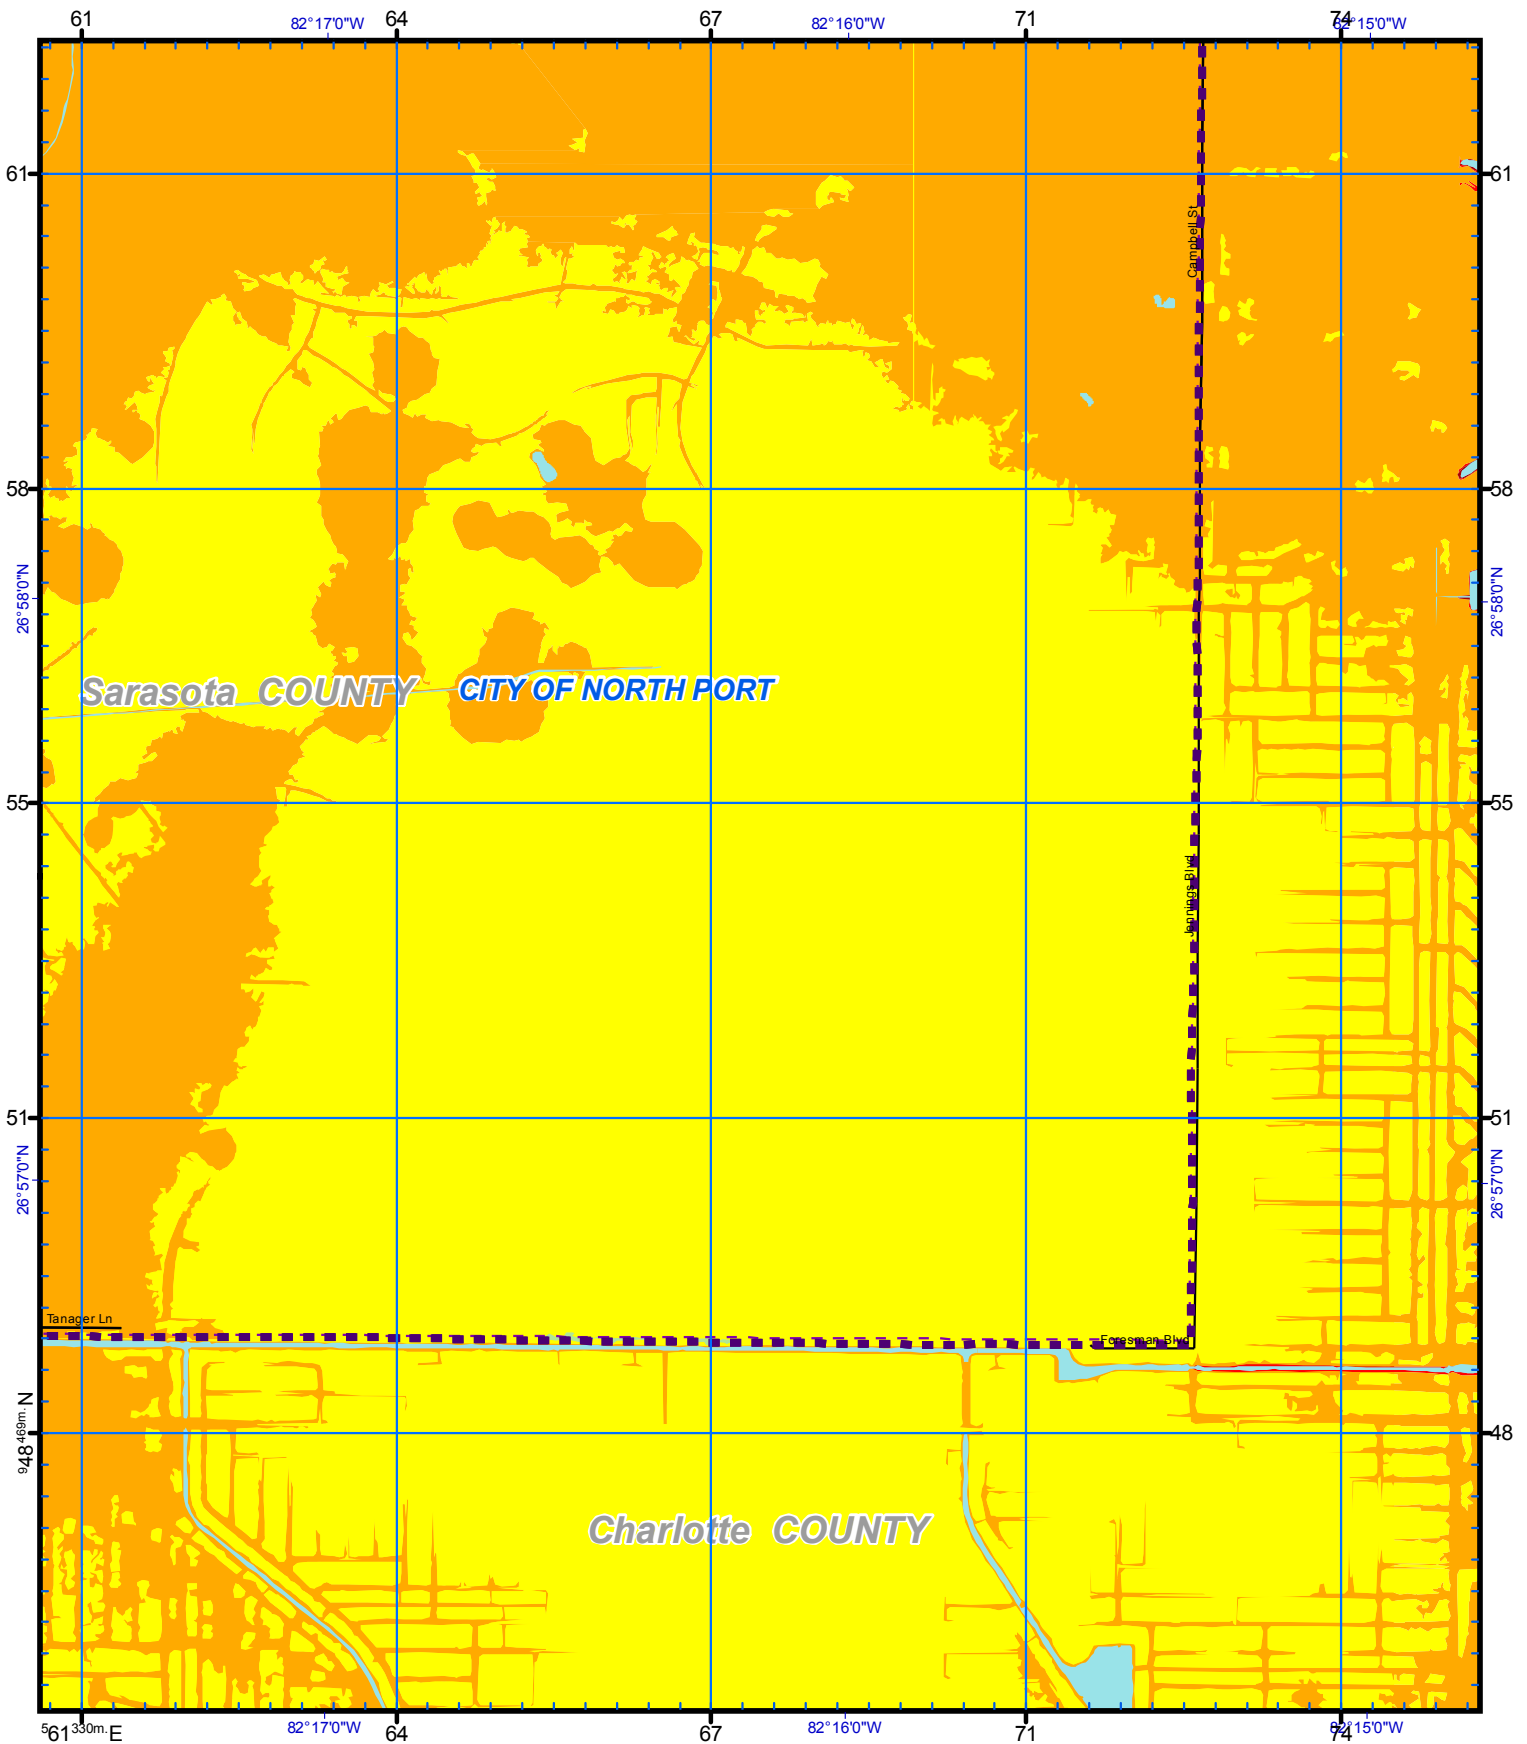 61 64 67 71 74
82°17'0"W 82°16'0"W 82°15'0"W
61 61
Campbell St
58 58
26°58'0"N 26°58'0"N
Sarasota COUNTY CITY OF NORTH PORT
55 55
Jennings Blvd
51 51
26°57'0"N 26°57'0"N
Tanager Ln
Foresman Blvd
948469m. N 48
Charlotte COUNTY
561330m. E 64 67 71 74
82°17'0"W 82°16'0"W 82°15'0"W